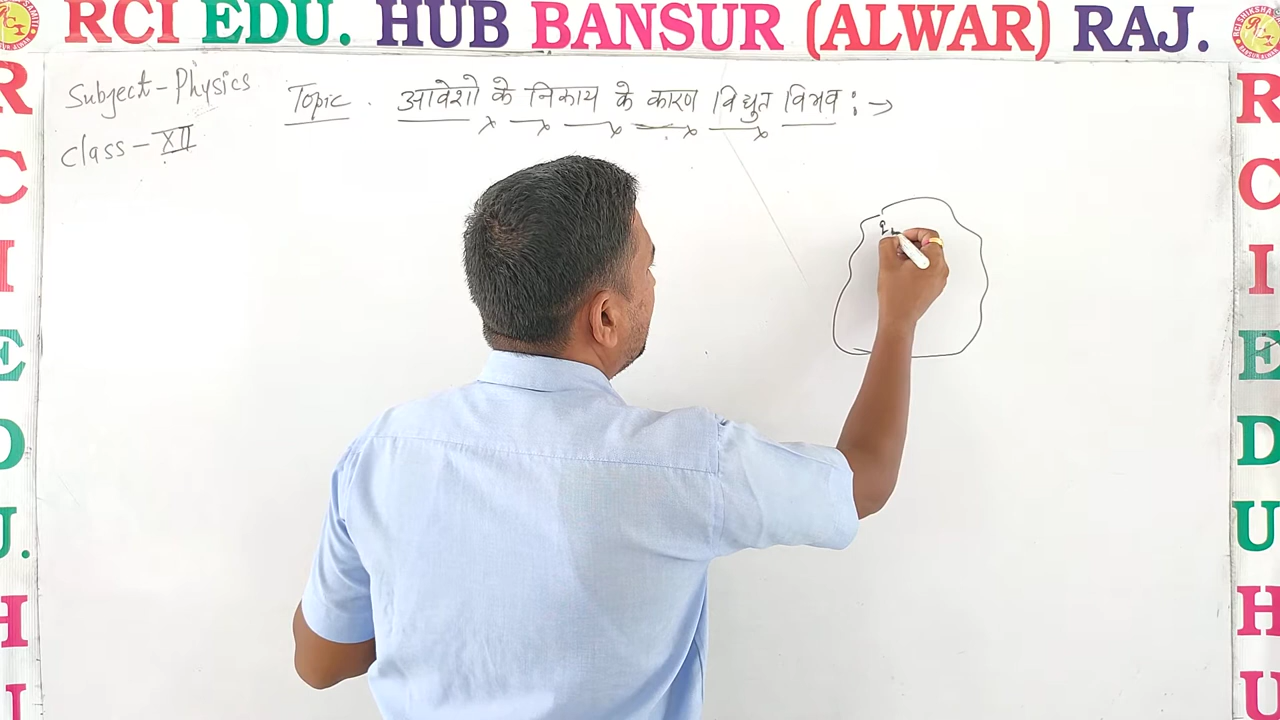 RCI EDU. HUB BANSUR (ALWAR) RAJ.
Subject - Physics
Class - XII
Topic . आवेशो के निकाय के कारण विद्युत विभव :→
q
R
C
I
E
D
U.
H
R
C
I
E
D
U
H
U